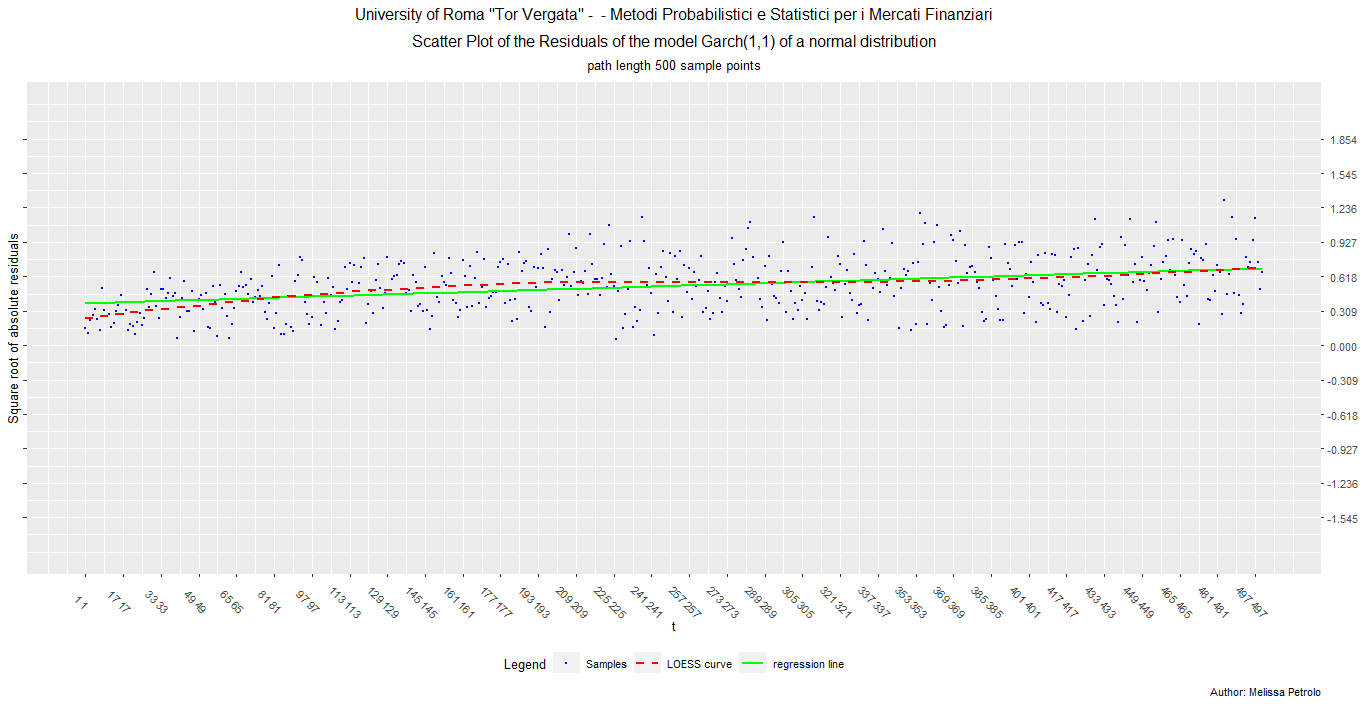 University of Roma "Tor Vergata" -  - Metodi Probabilistici e Statistici per i Mercati Finanziari
Scatter Plot of the Residuals of the model Garch(1,1) of a normal distribution
path length 500 sample points
Square root of absolute residuals
1.854
1.545
1.236
0.927
0.618
0.309
0.000
-0.309
-0.618
-0.927
-1.236
-1.545
1 1 17 17 33 33 49 49 65 65 81 81 97 97 113 113 129 129 145 145 161 161 177 177 193 193 209 209 225 225 241 241 257 257 273 273 289 289 305 305 321 321 337 337 353 353 369 369 385 385 401 401 417 417 433 433 449 449 465 465 481 481 497 497
t
Legend Samples LOESS curve regression line
Author: Melissa Petrolo